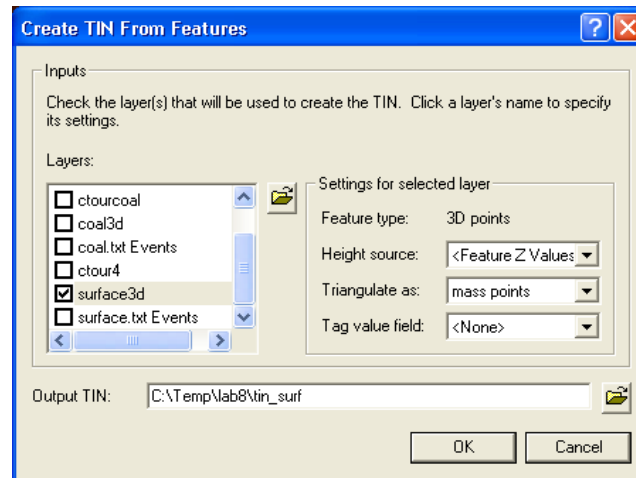 Create TIN From Features
Inputs
Check the layer(s) that will be used to create the TIN. Click a layer's name to specify
its settings.
Layers:
ctourcoal
coal3d
coal.txt Events
ctour4
surface3d
surface.txt Events
Settings for selected layer
Feature type: 3D points
Height source: <Feature Z Values
Triangulate as: mass points
Tag value field: <None>
Output TIN: C:\Temp\lab8\tin_surf
OK Cancel